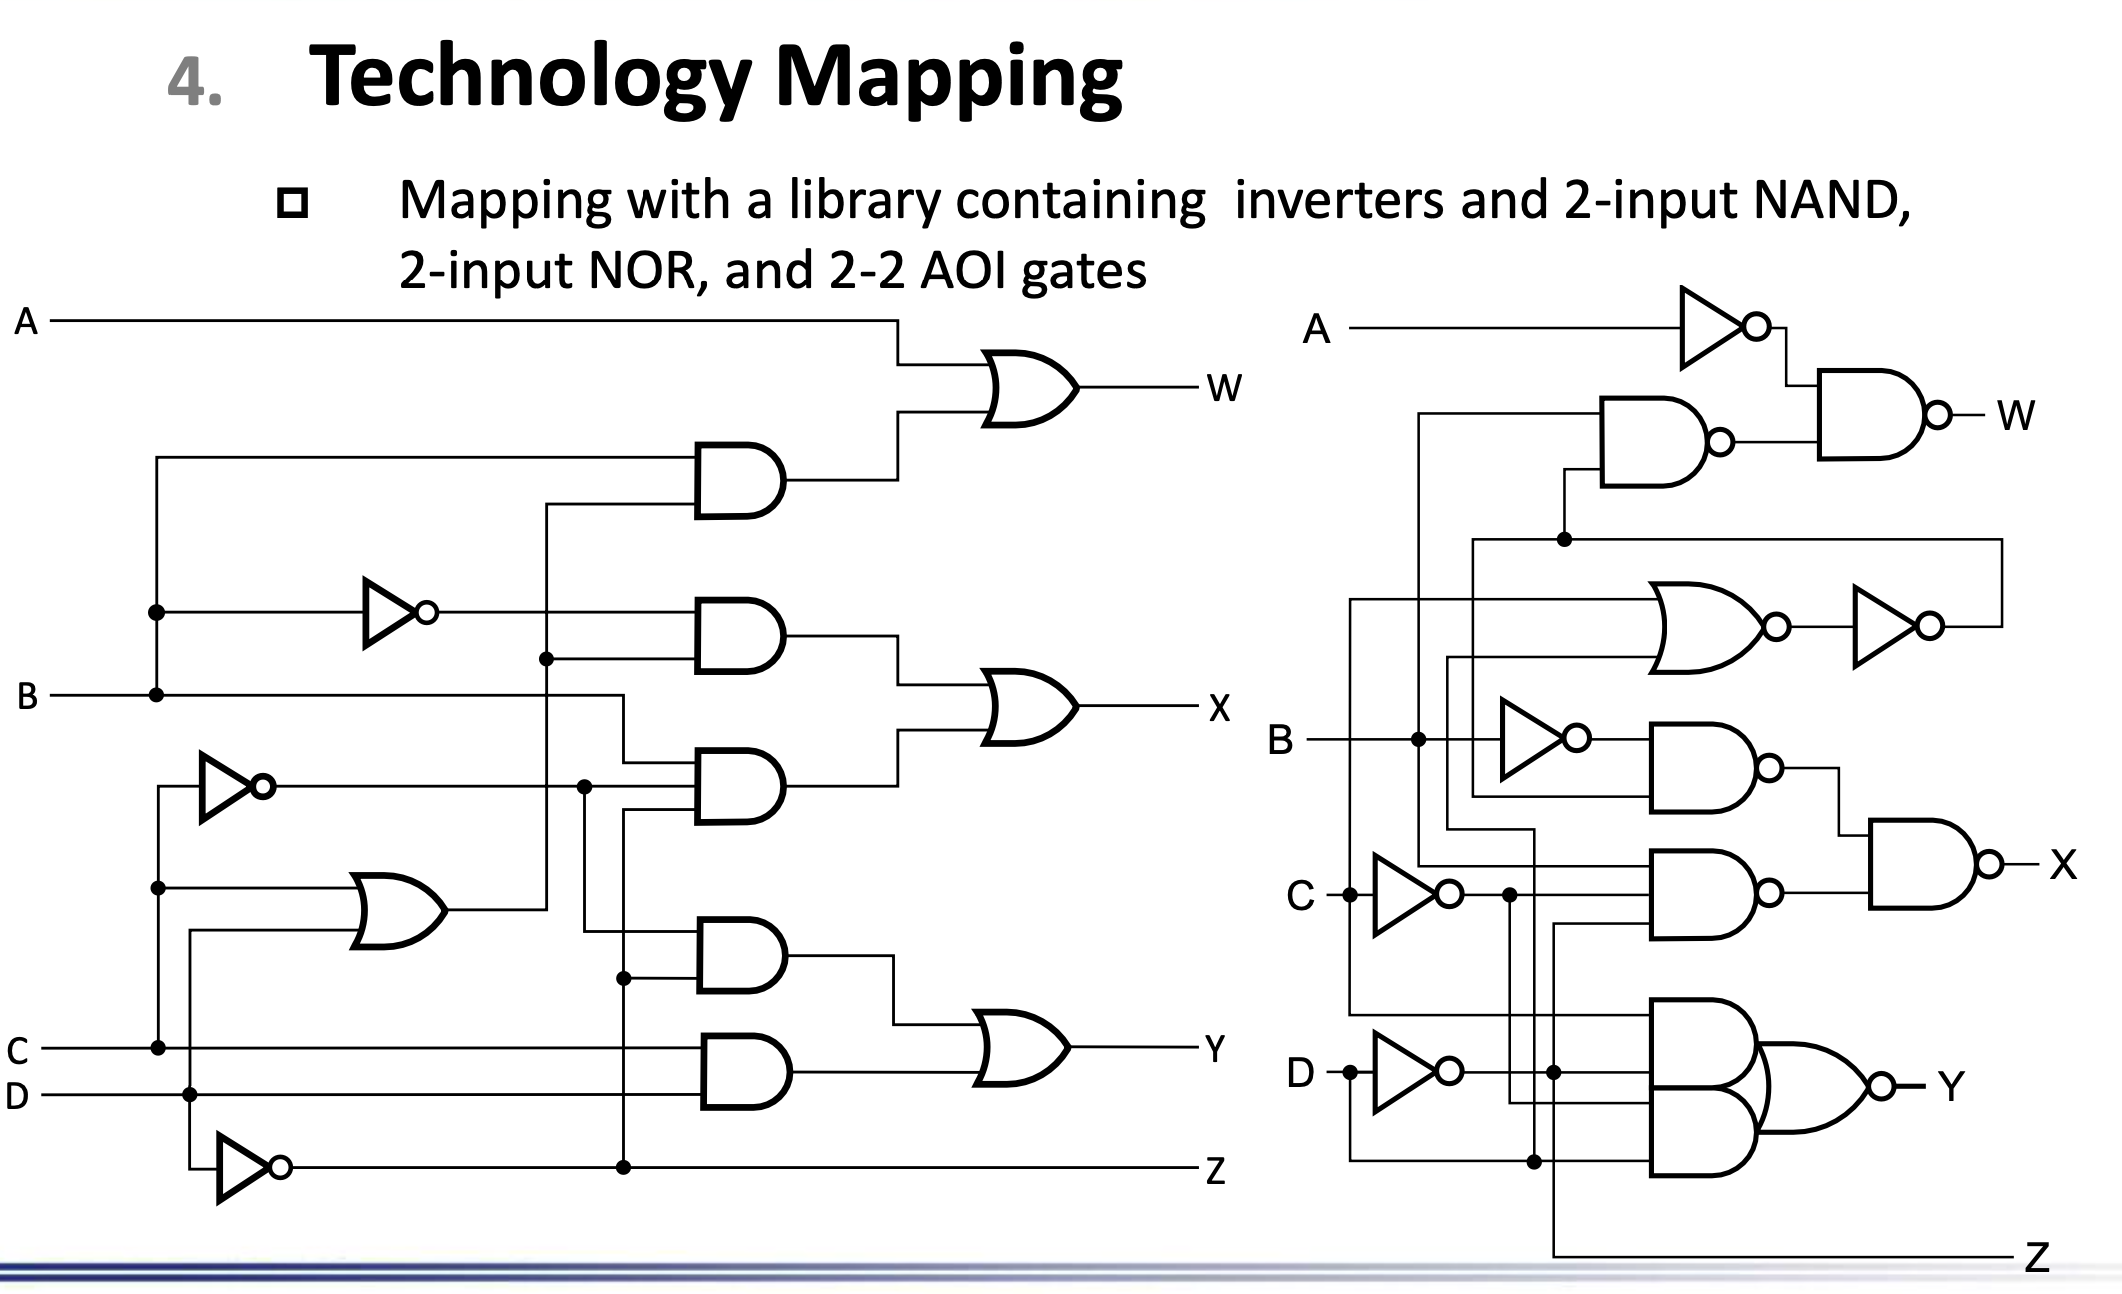 4. Technology Mapping
Mapping with a library containing inverters and 2-input NAND,
2-input NOR, and 2-2 AOI gates
A
W
B
X
C
D
Y
Z
A
W
B
C
X
D
Y
Z